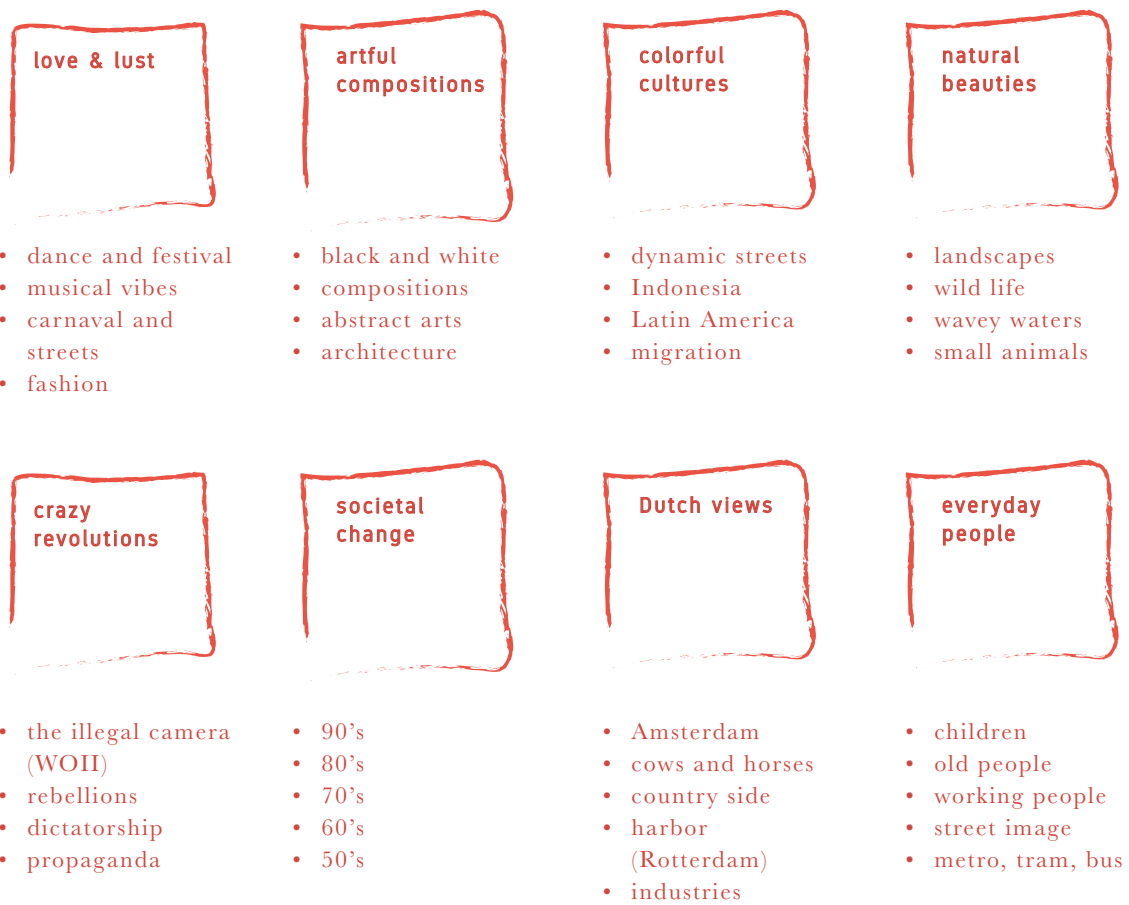 love & lust
• dance and festival
• musical vibes
• carnaval and
streets
• fashion
artful
compositions
• black and white
• compositions
• abstract arts
• architecture
colorful
cultures
• dynamic streets
• Indonesia
• Latin America
• migration
natural
beauties
• landscapes
• wild life
• wavey waters
• small animals
crazy
revolutions
• the illegal camera
(WOII)
• rebellions
• dictatorship
• propaganda
societal
change
• 90’s
• 80’s
• 70’s
• 60’s
• 50’s
Dutch views
• Amsterdam
• cows and horses
• country side
• harbor
(Rotterdam)
• industries
everyday
people
• children
• old people
• working people
• street image
• metro, tram, bus